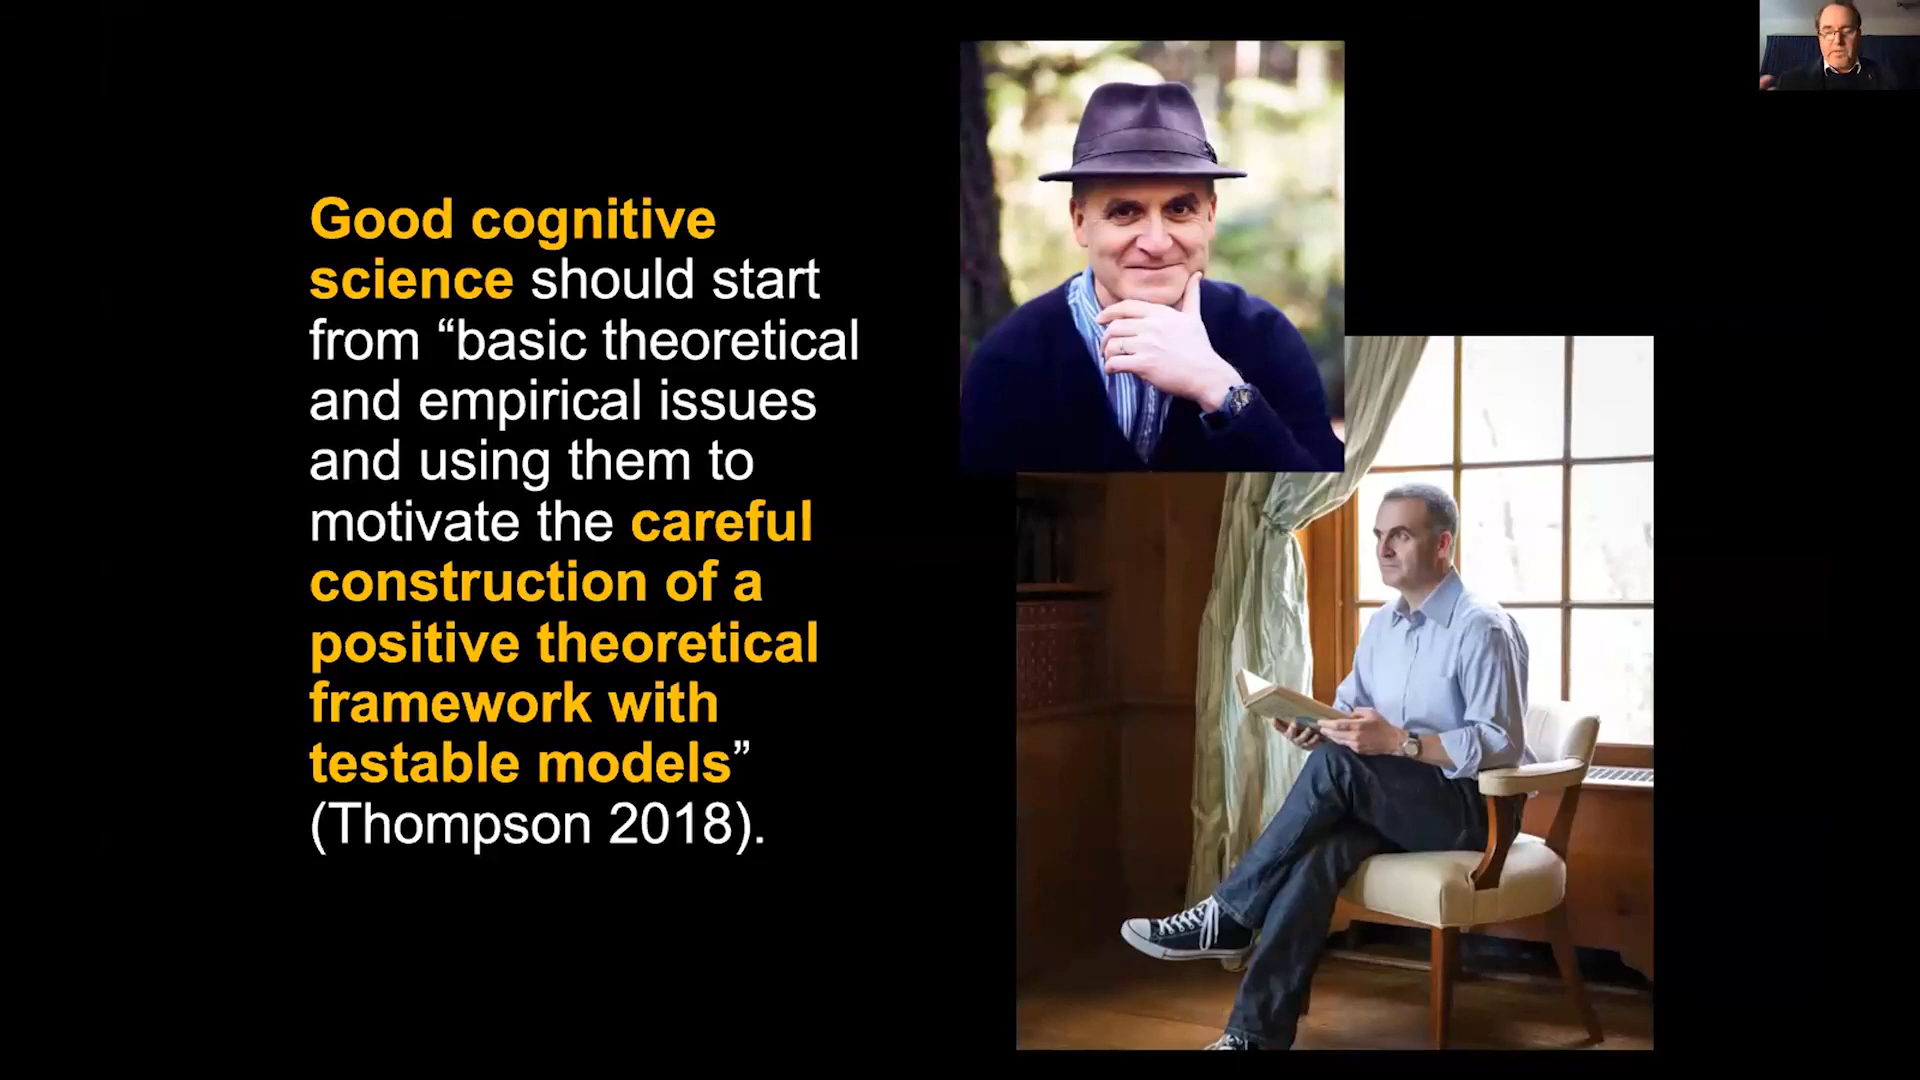 Good cognitive
science should start
from “basic theoretical
and empirical issues
and using them to
motivate the careful
construction of a
positive theoretical
framework with
testable models”
(Thompson 2018).